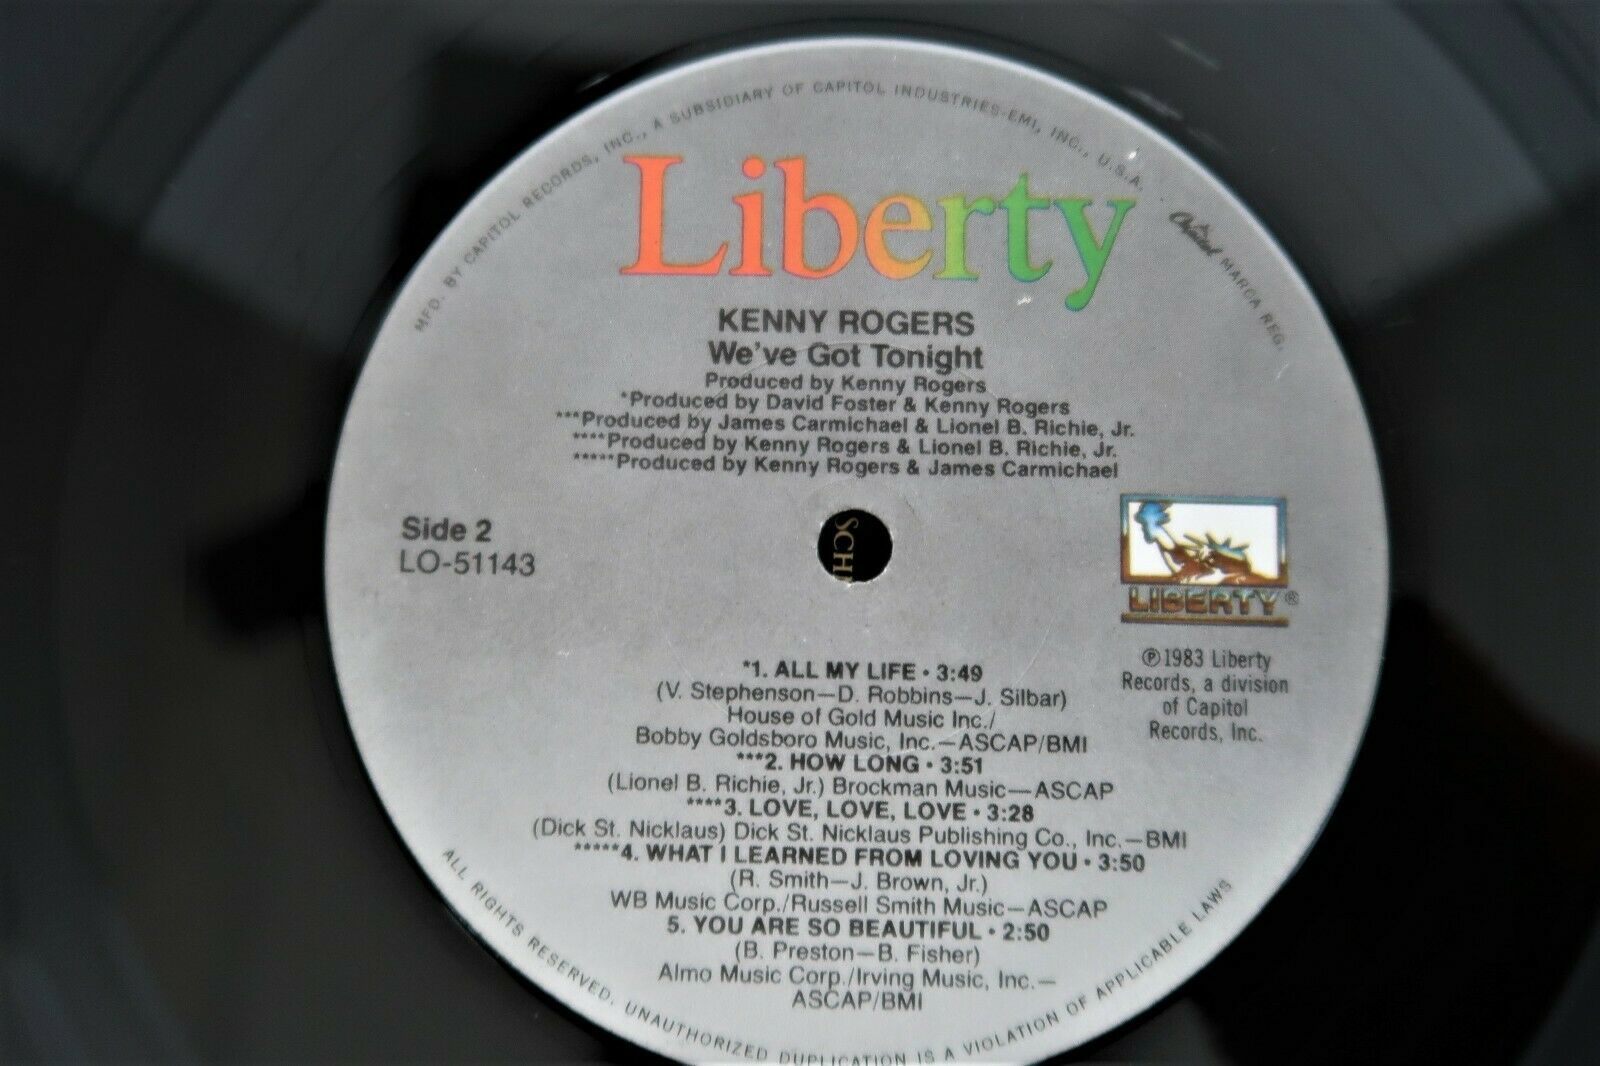 MFD. BY CAPITOL RECORDS, INC., A SUBSIDIARY OF CAPITOL INDUSTRIES-EMI, INC., U.S.A.
Capitol MARCA REG.
Liberty
KENNY ROGERS
We've Got Tonight
Produced by Kenny Rogers
*Produced by David Foster & Kenny Rogers
***Produced by James Carmichael & Lionel B. Richie, Jr.
****Produced by Kenny Rogers & Lionel B. Richie, Jr.
*****Produced by Kenny Rogers & James Carmichael
Side 2
LO-51143
SCH
LIBERTY®
℗1983 Liberty
Records, a division
of Capitol
Records, Inc.
*1. ALL MY LIFE • 3:49
(V. Stephenson—D. Robbins—J. Silbar)
House of Gold Music Inc./
Bobby Goldsboro Music, Inc.—ASCAP/BMI
***2. HOW LONG • 3:51
(Lionel B. Richie, Jr.) Brockman Music—ASCAP
****3. LOVE, LOVE, LOVE • 3:28
(Dick St. Nicklaus) Dick St. Nicklaus Publishing Co., Inc.—BMI
*****4. WHAT I LEARNED FROM LOVING YOU • 3:50
(R. Smith—J. Brown, Jr.)
WB Music Corp./Russell Smith Music—ASCAP
5. YOU ARE SO BEAUTIFUL • 2:50
(B. Preston—B. Fisher)
Almo Music Corp./Irving Music, Inc.—
ASCAP/BMI
ALL RIGHTS RESERVED. UNAUTHORIZED DUPLICATION IS A VIOLATION OF APPLICABLE LAWS